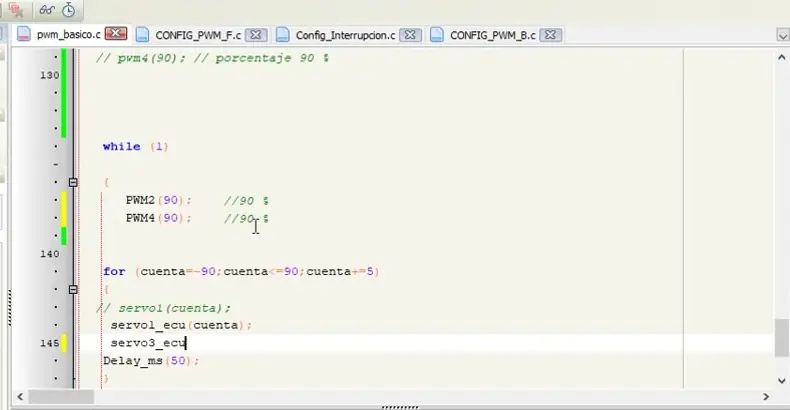 pwm_basico.c CONFIG_PWM_F.c Config_Interrupcion.c CONFIG_PWM_B.c
// pwm4(90); // porcentaje 90 %
130
while (1)
{
PWM2(90); //90 %
PWM4(90); //90 %
140
for (cuenta=-90;cuenta<=90;cuenta+=5)
{
// servo1(cuenta);
servo1_ecu(cuenta);
145 servo3_ecu
Delay_ms(50);
}